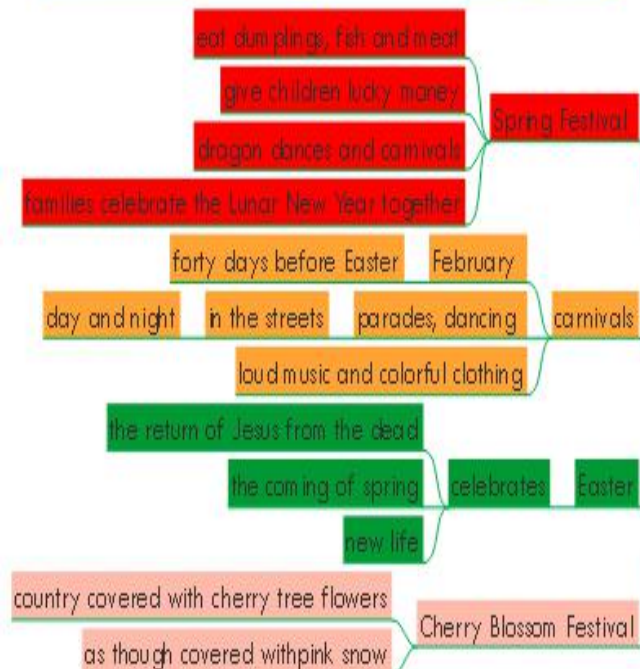 eat dumplings, fish and meat
give children lucky money
Spring Festival
dragon dances and carnivals
families celebrate the Lunar New Year together
forty days before Easter February
day and night in the streets parades, dancing carnivals
loud music and colorful clothing
the return of Jesus from the dead
the coming of spring celebrates Easter
new life
country covered with cherry tree flowers
Cherry Blossom Festival
as though covered withpink snow